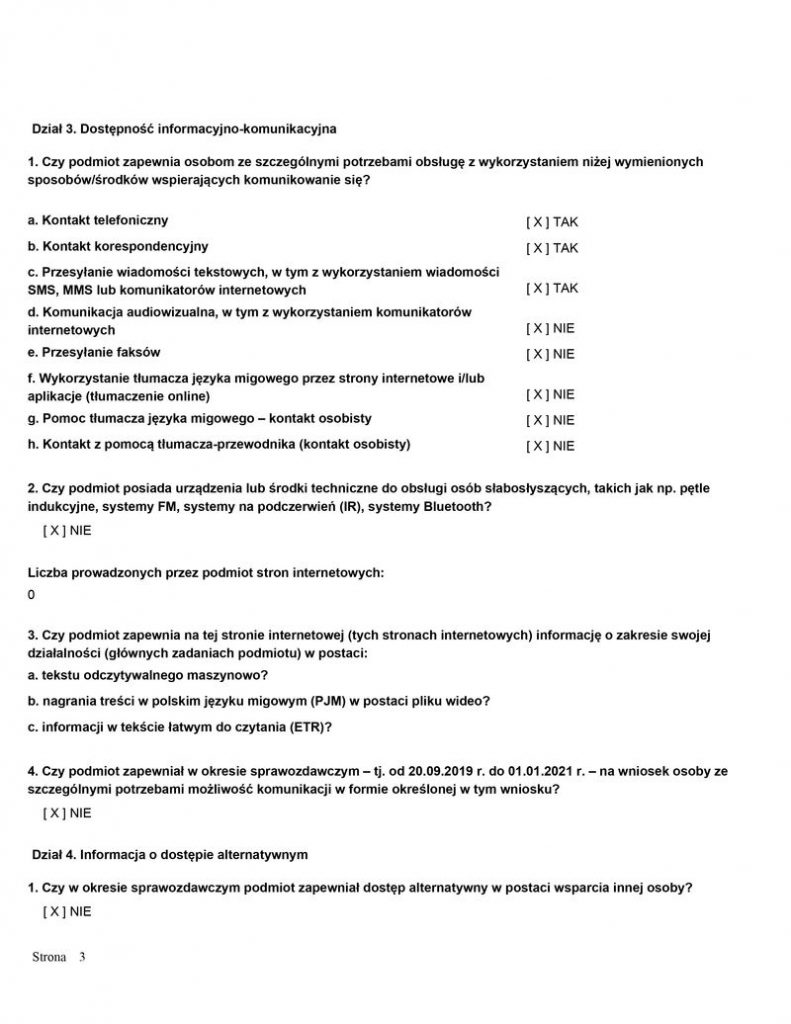 Dział 3. Dostępność informacyjno-komunikacyjna
1. Czy podmiot zapewnia osobom ze szczególnymi potrzebami obsługę z wykorzystaniem niżej wymienionych
sposobów/środków wspierających komunikowanie się?
a. Kontakt telefoniczny [ X ] TAK
b. Kontakt korespondencyjny [ X ] TAK
c. Przesyłanie wiadomości tekstowych, w tym z wykorzystaniem wiadomości
SMS, MMS lub komunikatorów internetowych [ X ] TAK
d. Komunikacja audiowizualna, w tym z wykorzystaniem komunikatorów
internetowych [ X ] NIE
e. Przesyłanie faksów [ X ] NIE
f. Wykorzystanie tłumacza języka migowego przez strony internetowe i/lub
aplikacje (tłumaczenie online) [ X ] NIE
g. Pomoc tłumacza języka migowego – kontakt osobisty [ X ] NIE
h. Kontakt z pomocą tłumacza-przewodnika (kontakt osobisty) [ X ] NIE
2. Czy podmiot posiada urządzenia lub środki techniczne do obsługi osób słabosłyszących, takich jak np. pętle
indukcyjne, systemy FM, systemy na podczerwień (IR), systemy Bluetooth?
[ X ] NIE
Liczba prowadzonych przez podmiot stron internetowych:
0
3. Czy podmiot zapewnia na tej stronie internetowej (tych stronach internetowych) informację o zakresie swojej
działalności (głównych zadaniach podmiotu) w postaci:
a. tekstu odczytywalnego maszynowo?
b. nagrania treści w polskim języku migowym (PJM) w postaci pliku wideo?
c. informacji w tekście łatwym do czytania (ETR)?
4. Czy podmiot zapewniał w okresie sprawozdawczym – tj. od 20.09.2019 r. do 01.01.2021 r. – na wniosek osoby ze
szczególnymi potrzebami możliwość komunikacji w formie określonej w tym wniosku?
[ X ] NIE
Dział 4. Informacja o dostępie alternatywnym
1. Czy w okresie sprawozdawczym podmiot zapewniał dostęp alternatywny w postaci wsparcia innej osoby?
[ X ] NIE
Strona 3